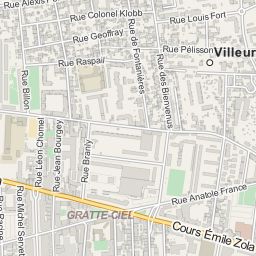 Rue Alexis P
Rue Colonel Klobb
Rue Louis Fort
Rue Geoffray
Rue Pélisson
Villeur
Rue Raspail
Rue de Fontanières
Rue des Bienvenus
Rue Billon
Rue Léon Chomel
Rue Jean Bourgey
Rue Branly
Rue Anatole France
GRATTE-CIEL
Cours Émile Zola
Rue Michel Servet